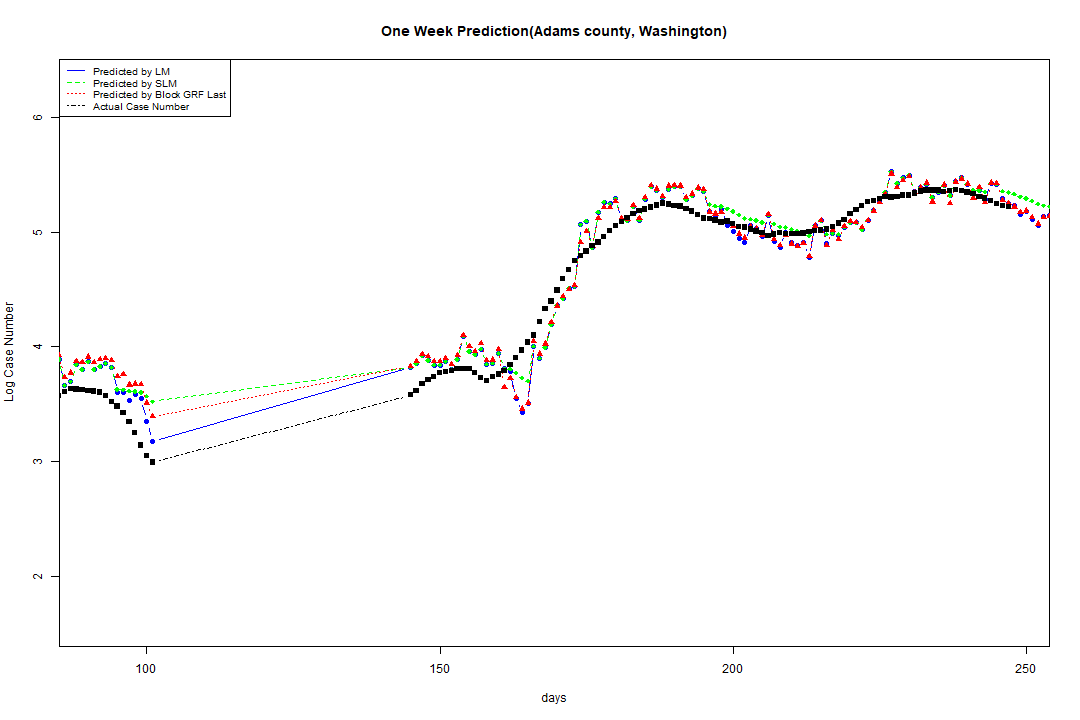 One Week Prediction(Adams county, Washington)
Predicted by LM
Predicted by SLM
Predicted by Block GRF Last
Actual Case Number
6
5
4
3
2
Log Case Number
100 150 200 250
days